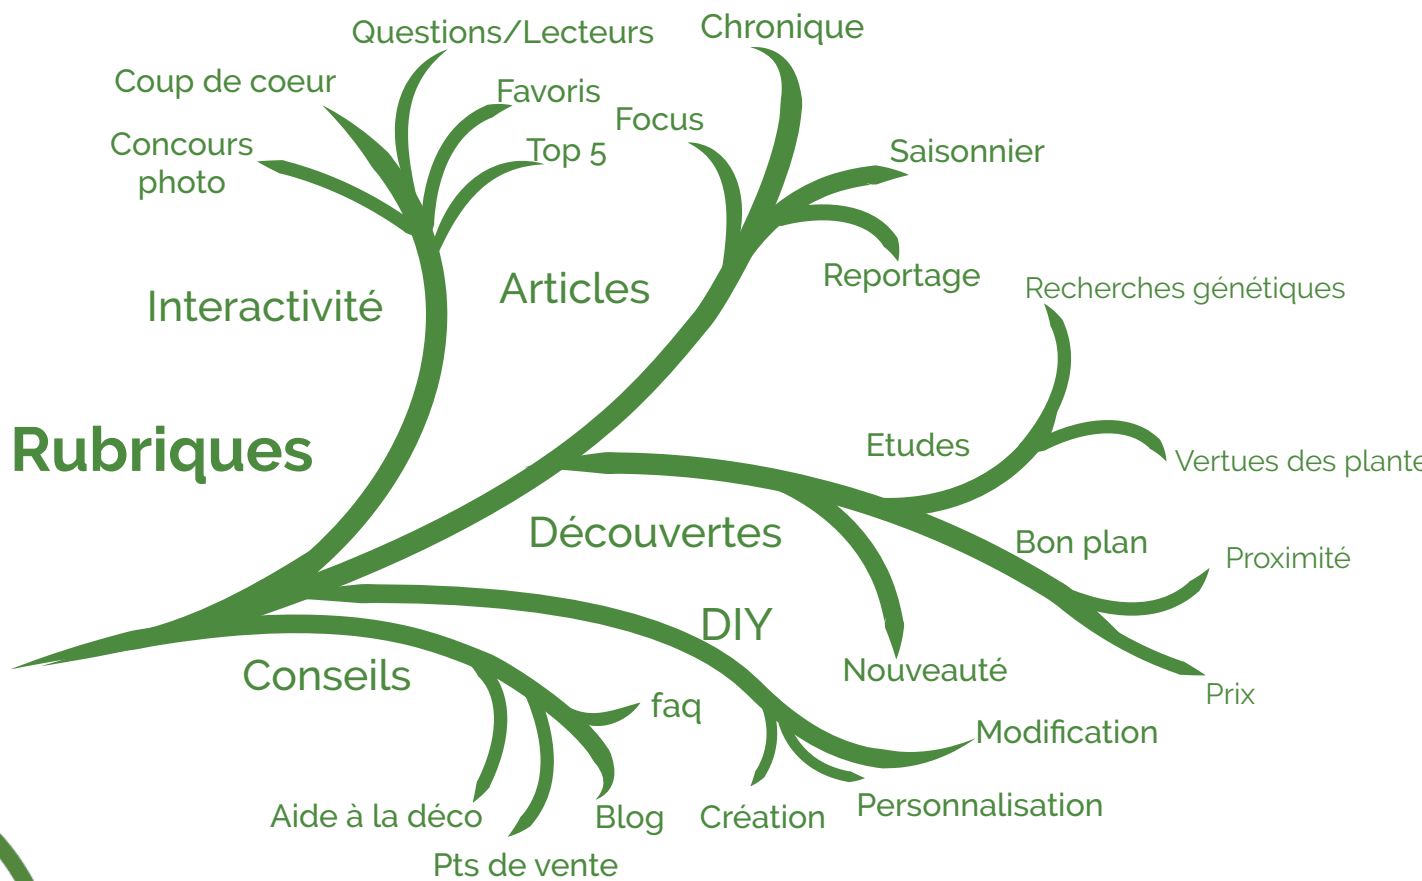 Questions/Lecteurs
Chronique
Coup de coeur
Favoris
Focus
Concours
photo
Top 5
Saisonnier
Reportage
Interactivité
Articles
Recherches génétiques
Rubriques
Etudes
Vertues des plante
Découvertes
Bon plan
Proximité
DIY
Conseils
Nouveauté
Prix
faq
Modification
Aide à la déco
Blog
Création
Personnalisation
Pts de vente